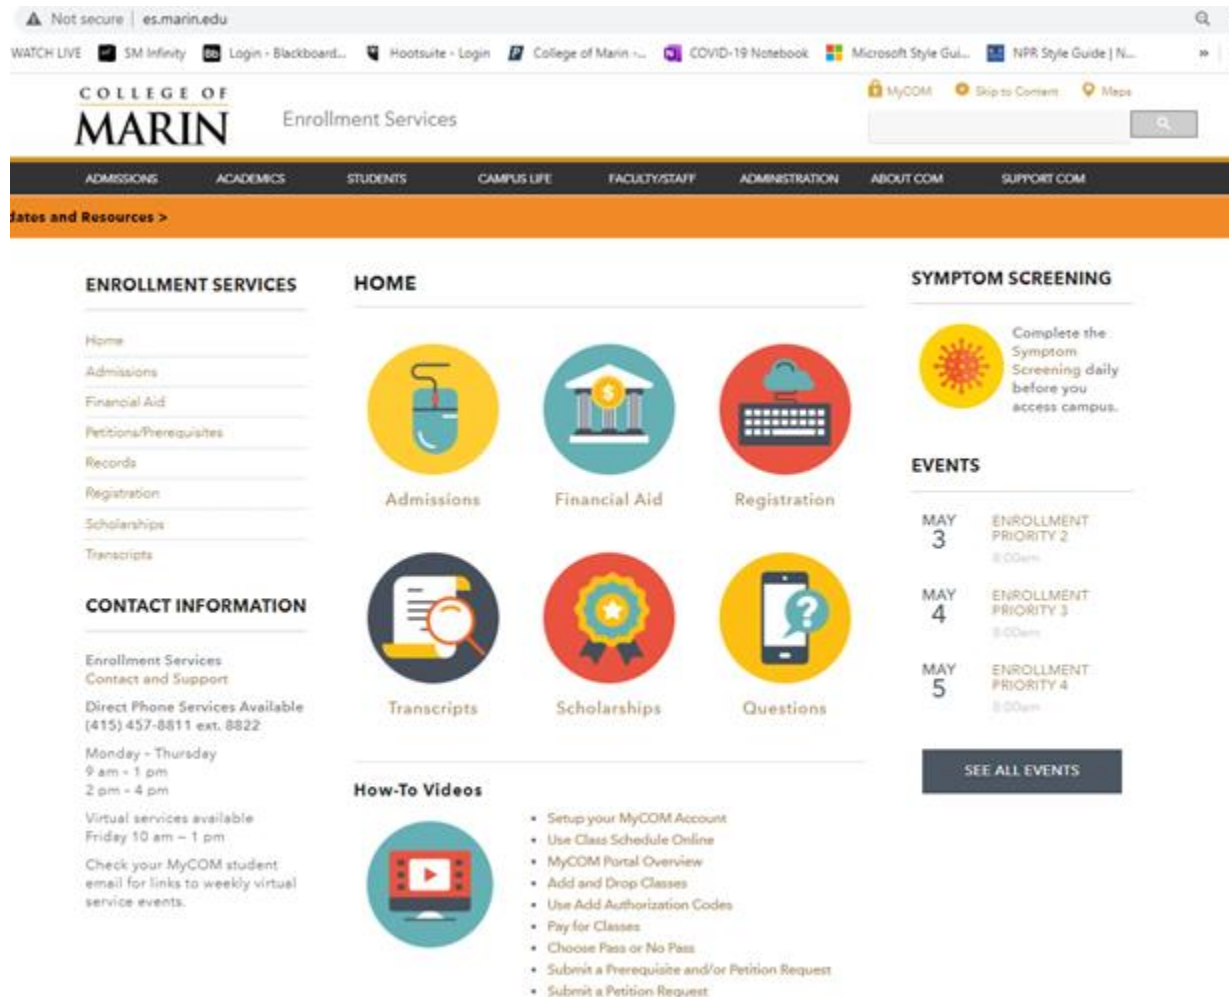 Not secure | es.marin.edu
WATCH LIVE SM Infinity Bb Login - Blackboard... Hootsuite - Login College of Marin -... N COVID-19 Notebook Microsoft Style Gui... NPR Style Guide | N... »
COLLEGE OF
MARIN
Enrollment Services
MyCOM Skip to Content Maps
ADMISSIONS ACADEMICS STUDENTS CAMPUS LIFE FACULTY/STAFF ADMINISTRATION ABOUT COM SUPPORT COM
dates and Resources >
ENROLLMENT SERVICES
Home
Admissions
Financial Aid
Petitions/Prerequisites
Records
Registration
Scholarships
Transcripts
CONTACT INFORMATION
Enrollment Services
Contact and Support
Direct Phone Services Available
(415) 457-8811 ext. 8822
Monday - Thursday
9 am - 1 pm
2 pm - 4 pm
Virtual services available
Friday 10 am – 1 pm
Check your MyCOM student
email for links to weekly virtual
service events.
HOME
$
Admissions Financial Aid Registration
?
Transcripts Scholarships Questions
How-To Videos
• Setup your MyCOM Account
• Use Class Schedule Online
• MyCOM Portal Overview
• Add and Drop Classes
• Use Add Authorization Codes
• Pay for Classes
• Choose Pass or No Pass
• Submit a Prerequisite and/or Petition Request
• Submit a Petition Request
SYMPTOM SCREENING
Complete the
Symptom
Screening daily
before you
access campus.
EVENTS
MAY
3
ENROLLMENT
PRIORITY 2
8:00am
MAY
4
ENROLLMENT
PRIORITY 3
8:00am
MAY
5
ENROLLMENT
PRIORITY 4
8:00am
SEE ALL EVENTS